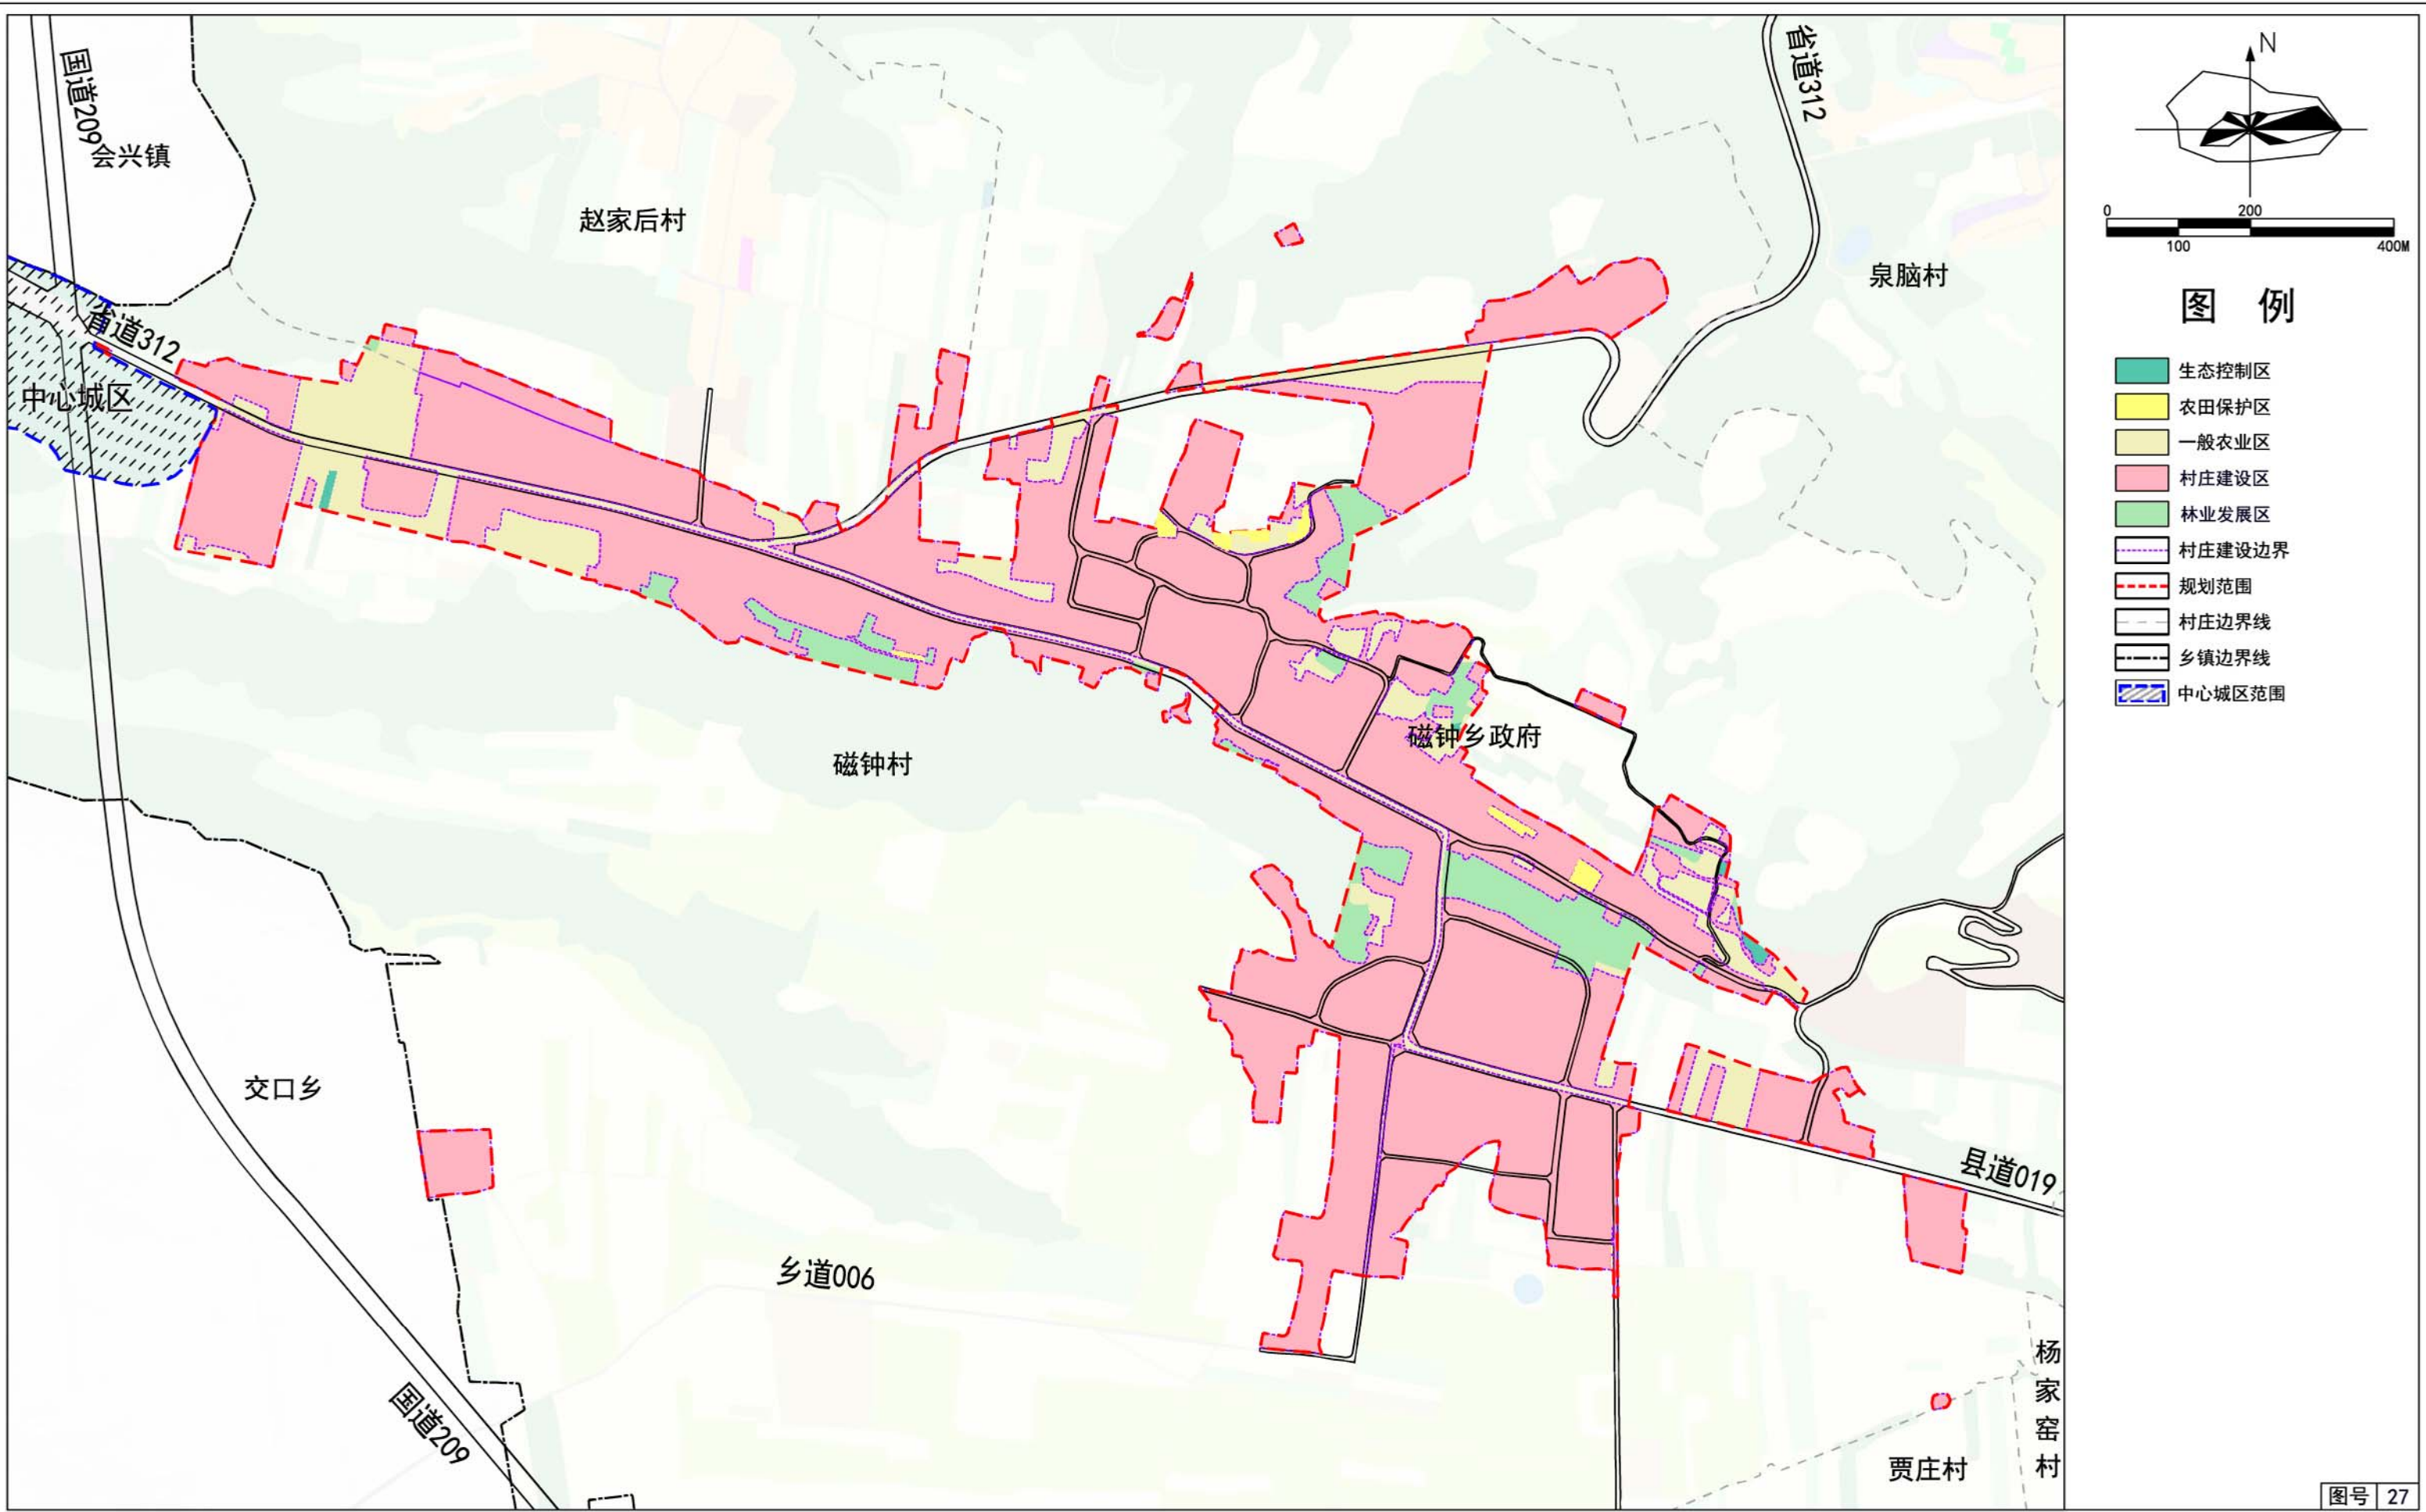 国道209
会兴镇
赵家后村
省道312
泉脑村
省道312
中心城区
磁钟村
磁钟乡政府
交口乡
乡道006
县道019
国道209
杨家窑村
贾庄村
N
0
200
100
400M
图 例
生态控制区
农田保护区
一般农业区
村庄建设区
林业发展区
村庄建设边界
规划范围
村庄边界线
乡镇边界线
中心城区范围
图号 27